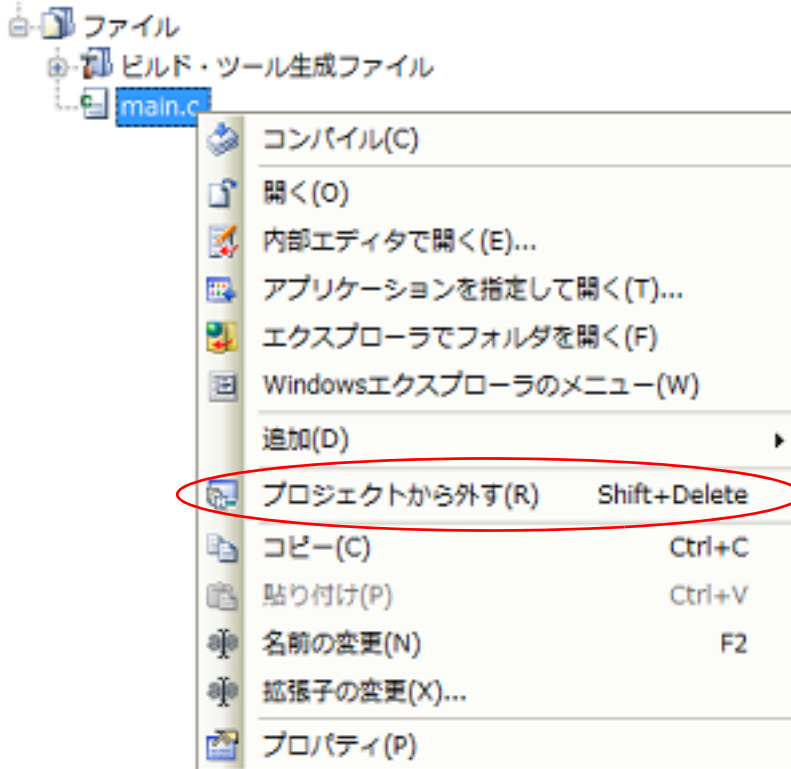 ファイル
ビルド・ツール生成ファイル
main.c
コンパイル(C)
開く(O)
内部エディタで開く(E)...
アプリケーションを指定して開く(T)...
エクスプローラでフォルダを開く(F)
Windowsエクスプローラのメニュー(W)
追加(D)
プロジェクトから外す(R) Shift+Delete
コピー(C) Ctrl+C
貼り付け(P) Ctrl+V
名前の変更(N) F2
拡張子の変更(X)...
プロパティ(P)